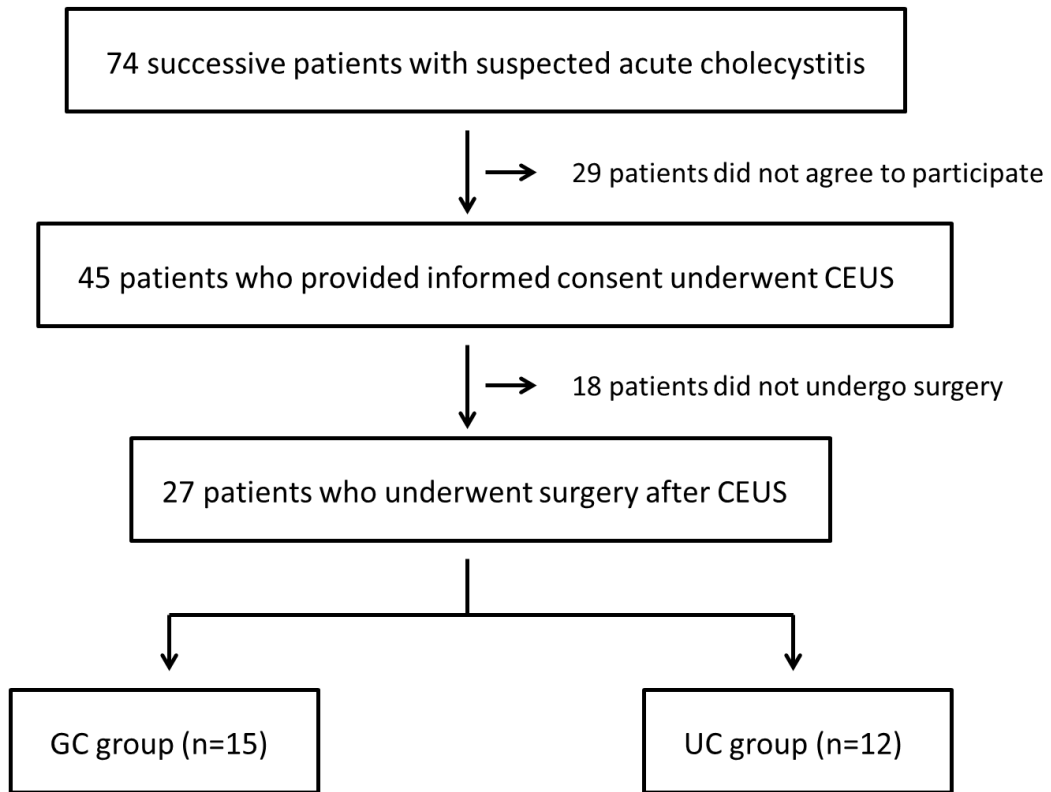 74 successive patients with suspected acute cholecystitis
29 patients did not agree to participate
45 patients who provided informed consent underwent CEUS
18 patients did not undergo surgery
27 patients who underwent surgery after CEUS
GC group (n=15)
UC group (n=12)